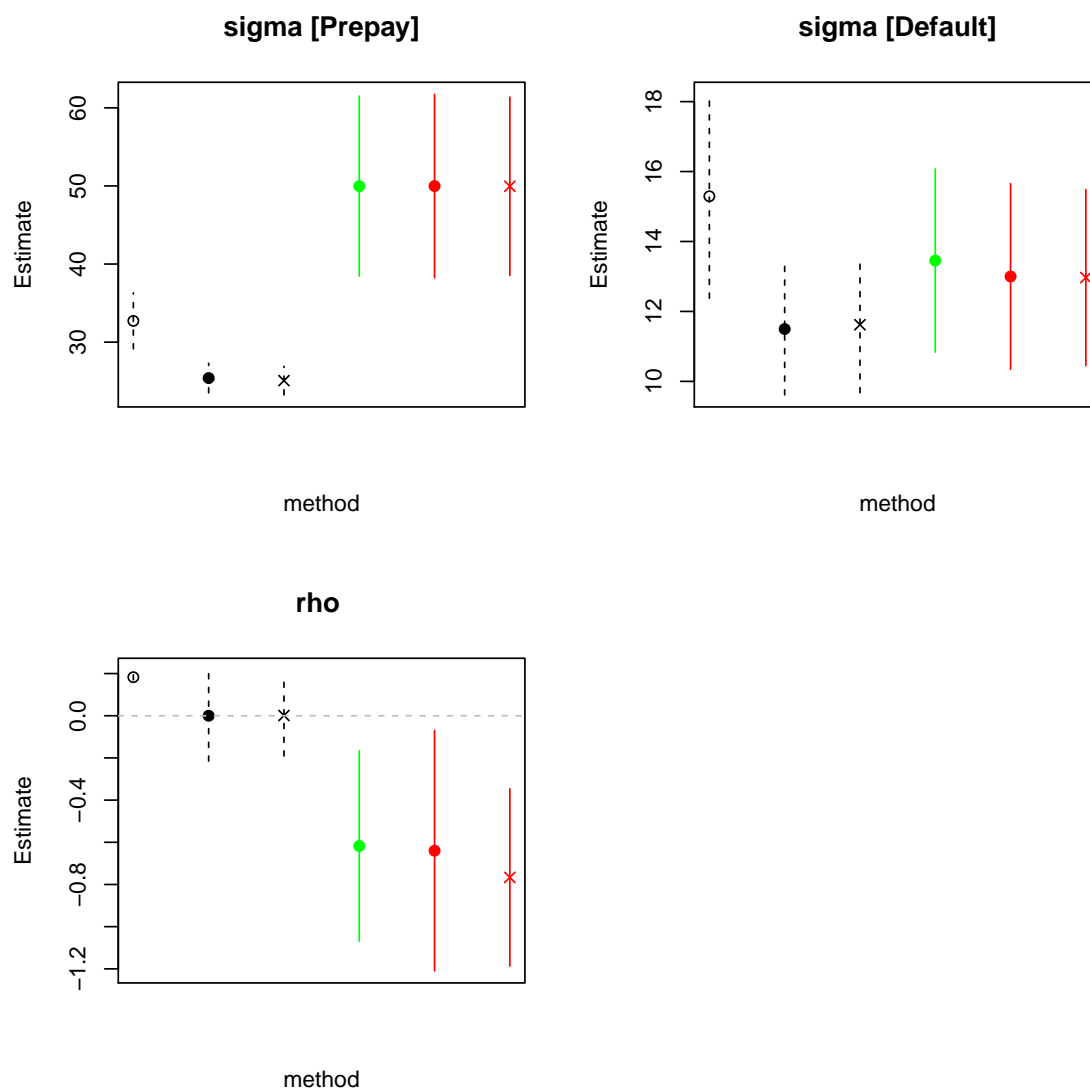 sigma [Prepay]
Estimate
60
50
40
30
method
sigma [Default]
Estimate
18
16
14
12
10
method
rho
Estimate
0.0
−0.4
−0.8
−1.2
method